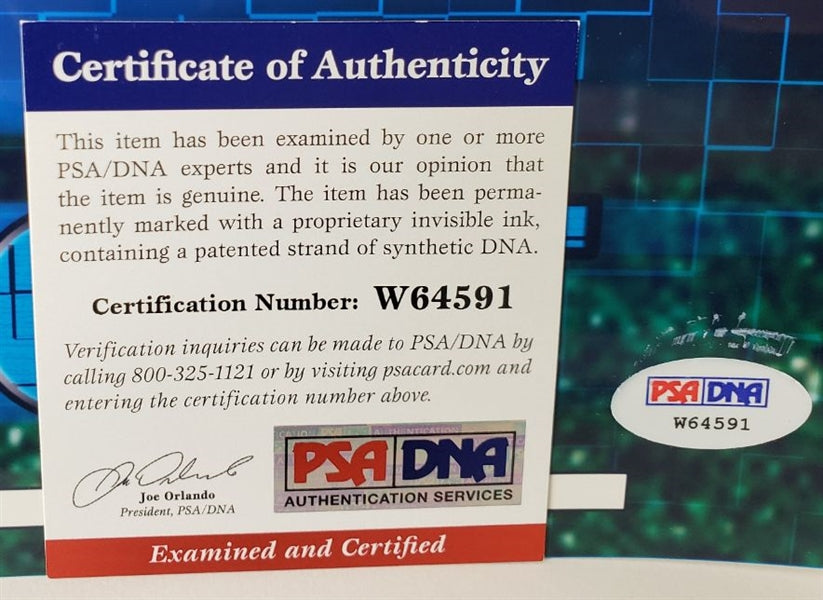 Certificate of Authenticity
This item has been examined by one or more
PSA/DNA experts and it is our opinion that
the item is genuine. The item has been perma-
nently marked with a proprietary invisible ink,
containing a patented strand of synthetic DNA.
Certification Number: W64591
Verification inquiries can be made to PSA/DNA by
calling 800-325-1121 or by visiting psacard.com and
entering the certification number above.
Joe Orlando
President, PSA/DNA
AUTHENTICATION
PSA DNA
AUTHENTICATION SERVICES
Examined and Certified
PSA DNA
W64591